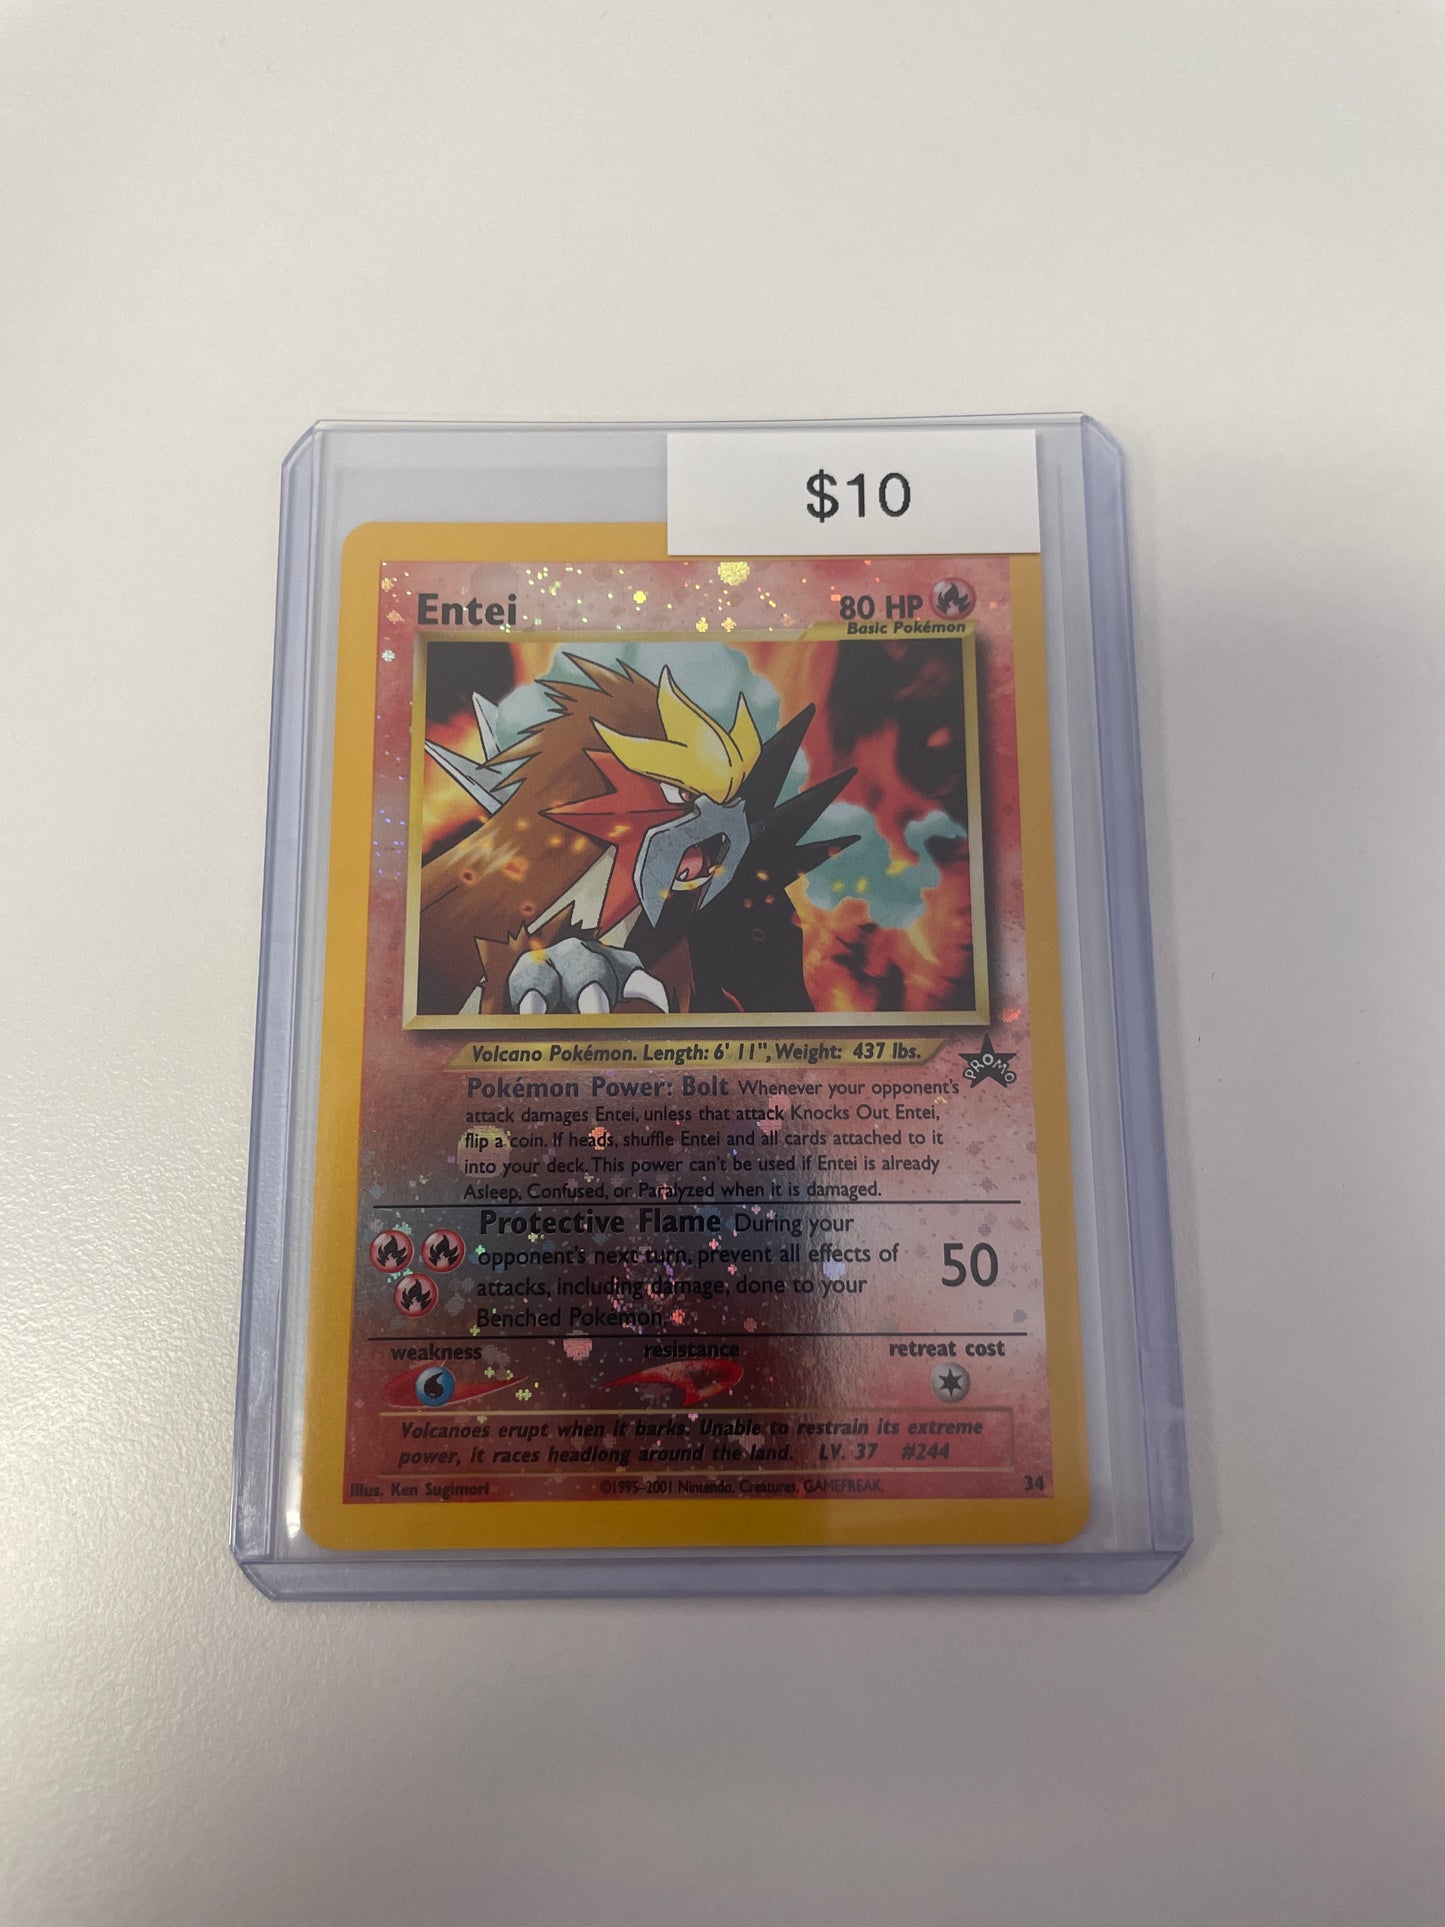 $10
Entei
80 HP
Basic Pokémon
Volcano Pokémon. Length: 6' 11", Weight: 437 lbs.
PROMO
Pokémon Power: Bolt Whenever your opponent's
attack damages Entei, unless that attack Knocks Out Entei,
flip a coin. If heads, shuffle Entei and all cards attached to it
into your deck. This power can't be used if Entei is already
Asleep, Confused, or Paralyzed when it is damaged.
Protective Flame During your
opponent's next turn, prevent all effects of
attacks, including damage, done to your
Benched Pokémon.
50
weakness resistance retreat cost
Volcanoes erupt when it barks. Unable to restrain its extreme
power, it races headlong around the land. LV. 37 #244
Illus. Ken Sugimori ©1995-2001 Nintendo, Creatures, GAMEFREAK. 34